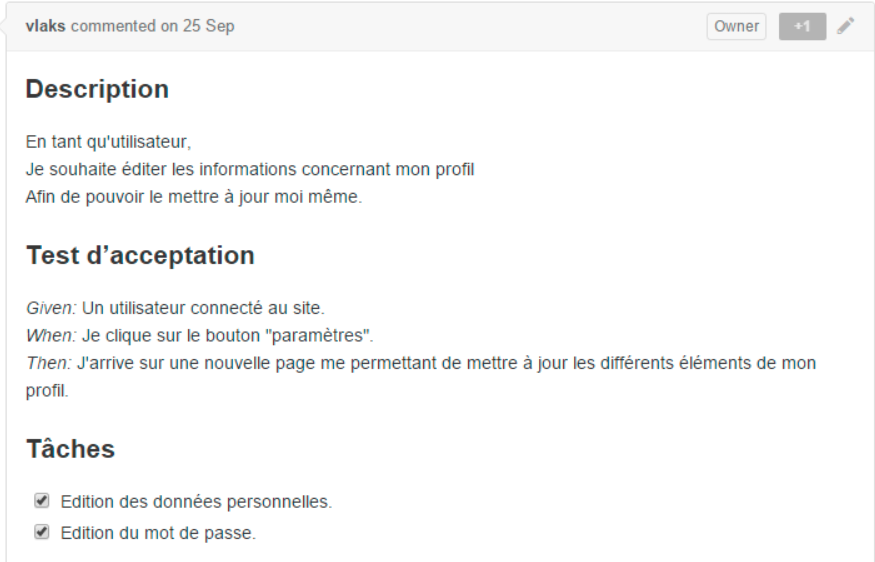 vlaks commented on 25 Sep
Owner
+1
Description
En tant qu'utilisateur,
Je souhaite éditer les informations concernant mon profil
Afin de pouvoir le mettre à jour moi même.
Test d’acceptation
Given: Un utilisateur connecté au site.
When: Je clique sur le bouton "paramètres".
Then: J'arrive sur une nouvelle page me permettant de mettre à jour les différents éléments de mon
profil.
Tâches
Edition des données personnelles.
Edition du mot de passe.